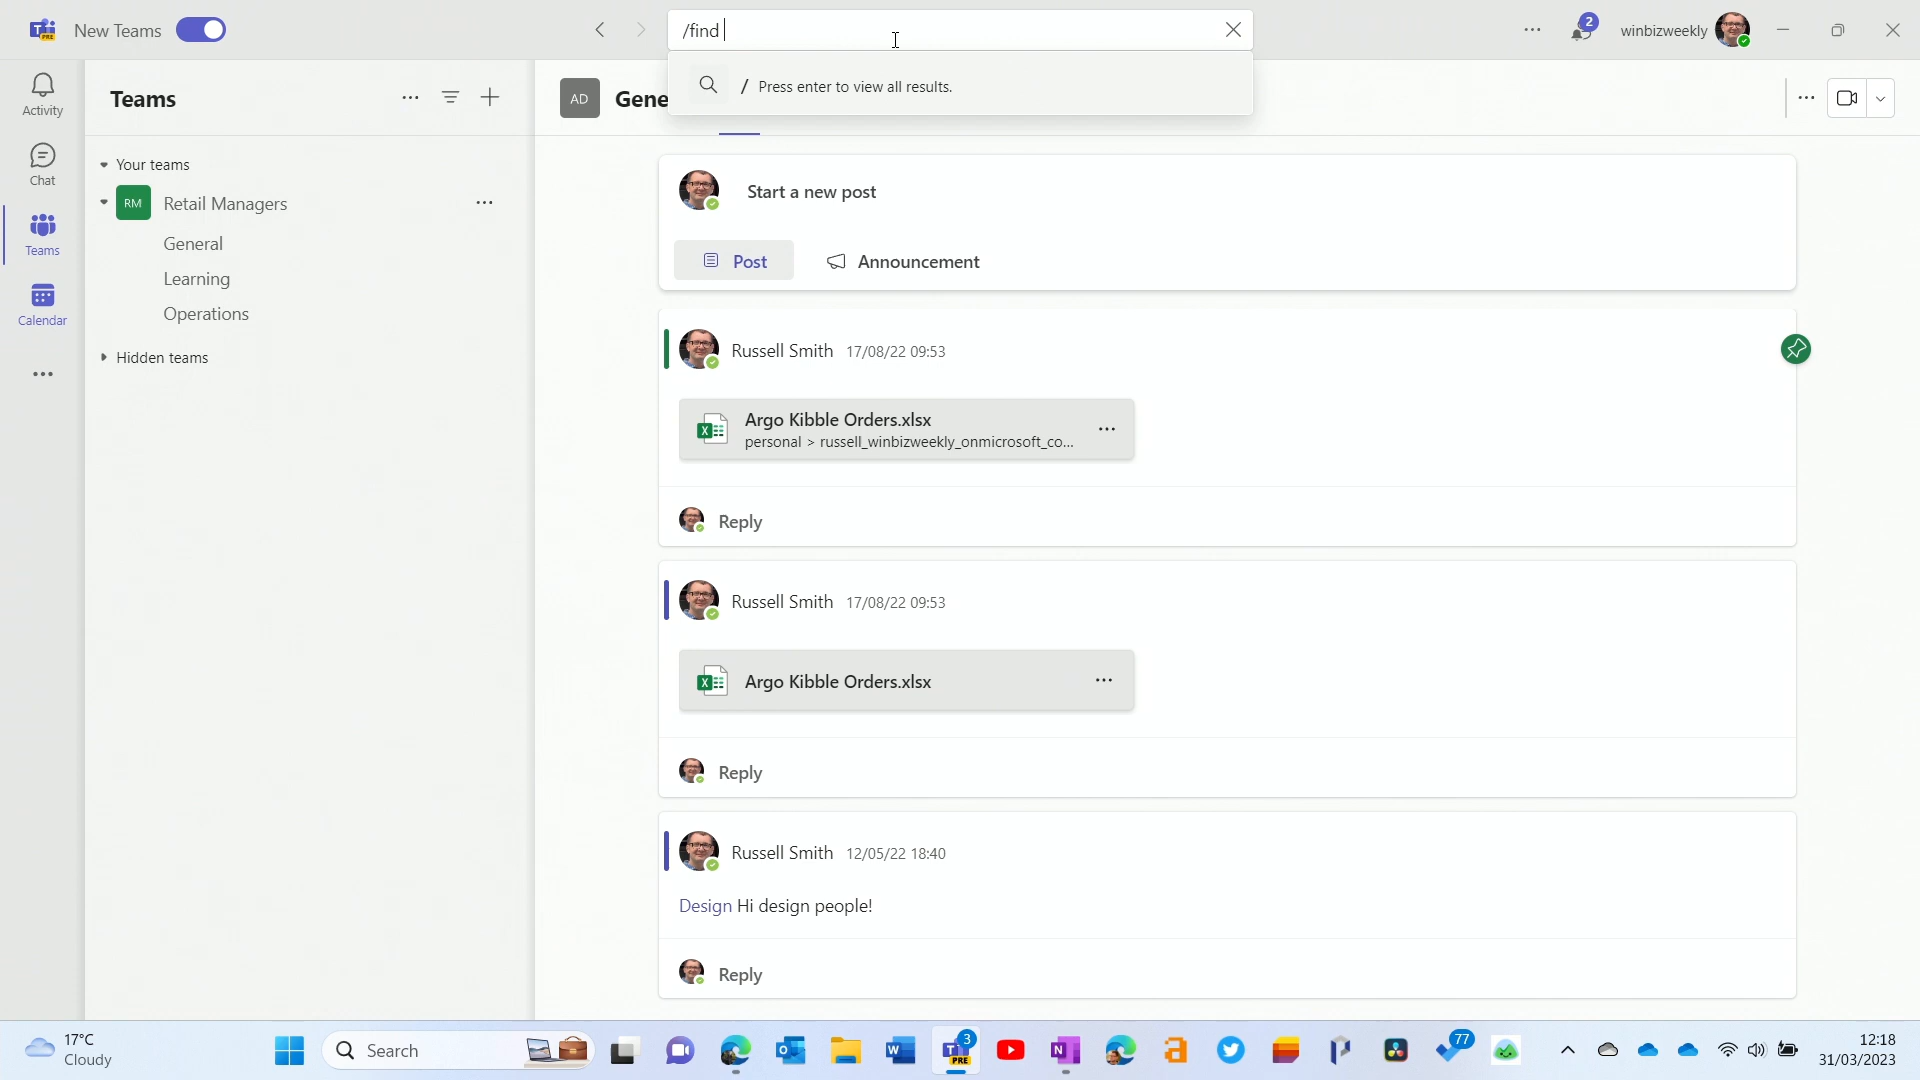 New Teams
/find
2
winbizweekly
/ Press enter to view all results.
Activity
Chat
Teams
Calendar
Teams
Your teams
RM Retail Managers
General
Learning
Operations
Hidden teams
AD Gene
Start a new post
Post
Announcement
Russell Smith 17/08/22 09:53
Argo Kibble Orders.xlsx
personal > russell_winbizweekly_onmicrosoft_co...
Reply
Russell Smith 17/08/22 09:53
Argo Kibble Orders.xlsx
Reply
Russell Smith 12/05/22 18:40
Design Hi design people!
Reply
17°C
Cloudy
Search
3
PRE
77
12:18
31/03/2023